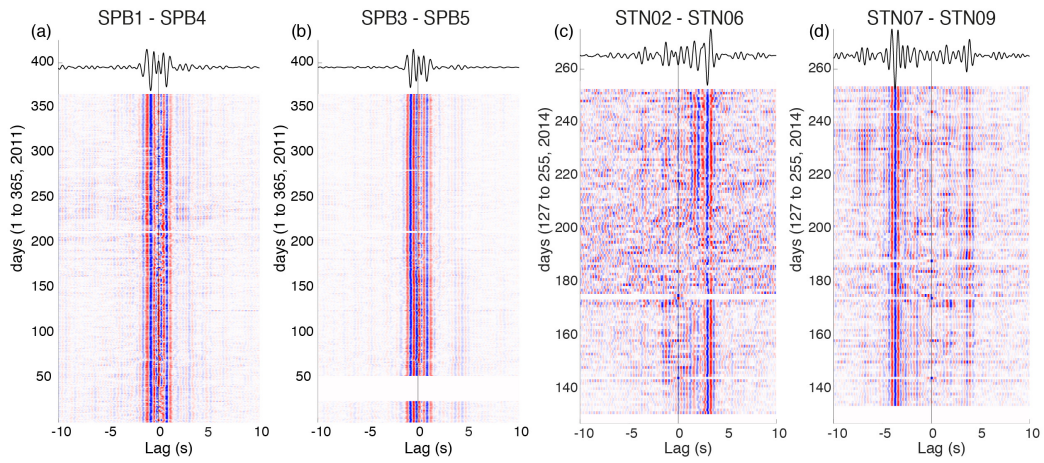 SPB1 - SPB4
SPB3 - SPB5
STN02 - STN06
STN07 - STN09
(a)
(b)
(c)
(d)
days (1 to 365, 2011)
400
350
300
250
200
150
100
50
-10 -5 0 5 10
Lag (s)
days (1 to 365, 2011)
400
350
300
250
200
150
100
50
-10 -5 0 5 10
Lag (s)
days (127 to 255, 2014)
260
240
220
200
180
160
140
-10 -5 0 5 10
Lag (s)
days (127 to 255, 2014)
260
240
220
200
180
160
140
-10 -5 0 5 10
Lag (s)